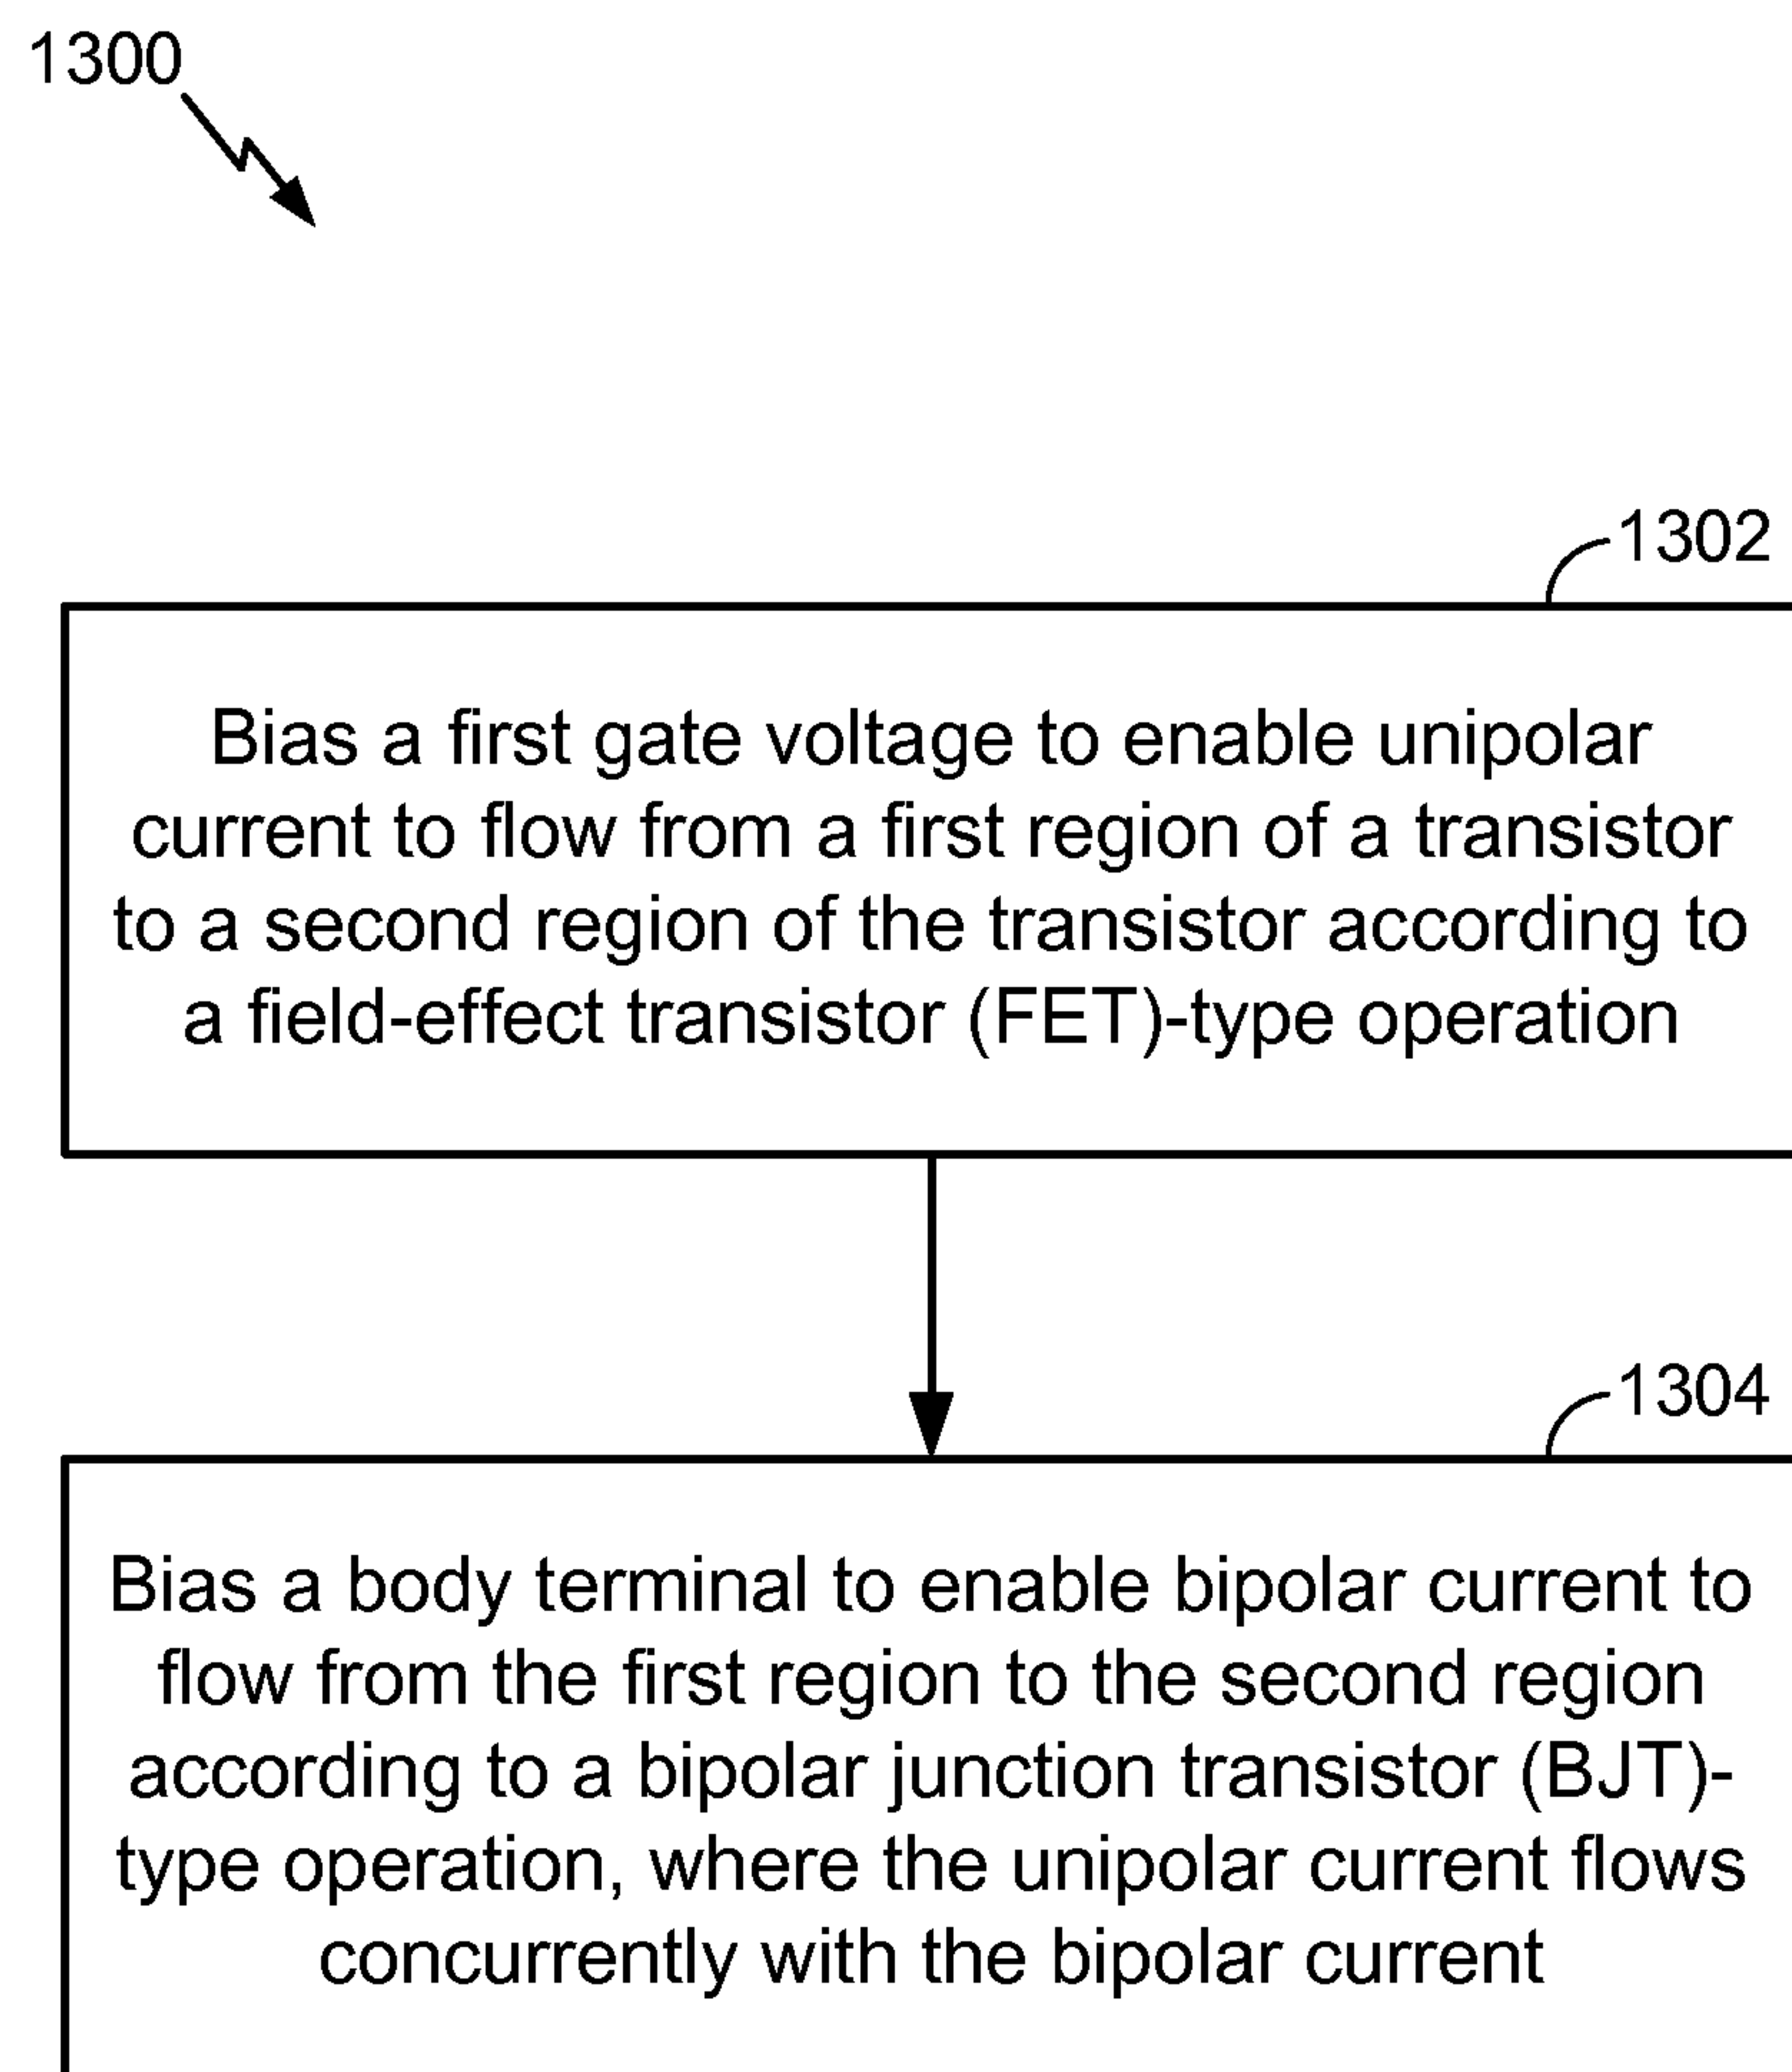 1300
1302
Bias a first gate voltage to enable unipolar
current to flow from a first region of a transistor
to a second region of the transistor according to
a field-effect transistor (FET)-type operation
1304
Bias a body terminal to enable bipolar current to
flow from the first region to the second region
according to a bipolar junction transistor (BJT)-
type operation, where the unipolar current flows
concurrently with the bipolar current